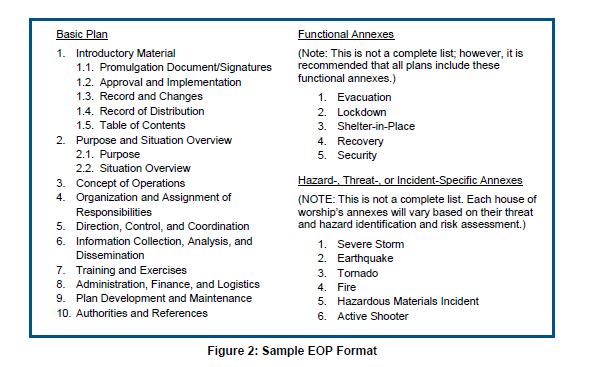 Basic Plan
1. Introductory Material
1.1. Promulgation Document/Signatures
1.2. Approval and Implementation
1.3. Record and Changes
1.4. Record of Distribution
1.5. Table of Contents
2. Purpose and Situation Overview
2.1. Purpose
2.2. Situation Overview
3. Concept of Operations
4. Organization and Assignment of
Responsibilities
5. Direction, Control, and Coordination
6. Information Collection, Analysis, and
Dissemination
7. Training and Exercises
8. Administration, Finance, and Logistics
9. Plan Development and Maintenance
10. Authorities and References
Functional Annexes
(Note: This is not a complete list; however, it is
recommended that all plans include these
functional annexes.)
1. Evacuation
2. Lockdown
3. Shelter-in-Place
4. Recovery
5. Security
Hazard-, Threat-, or Incident-Specific Annexes
(NOTE: This is not a complete list. Each house of
worship's annexes will vary based on their threat
and hazard identification and risk assessment.)
1. Severe Storm
2. Earthquake
3. Tornado
4. Fire
5. Hazardous Materials Incident
6. Active Shooter
Figure 2: Sample EOP Format